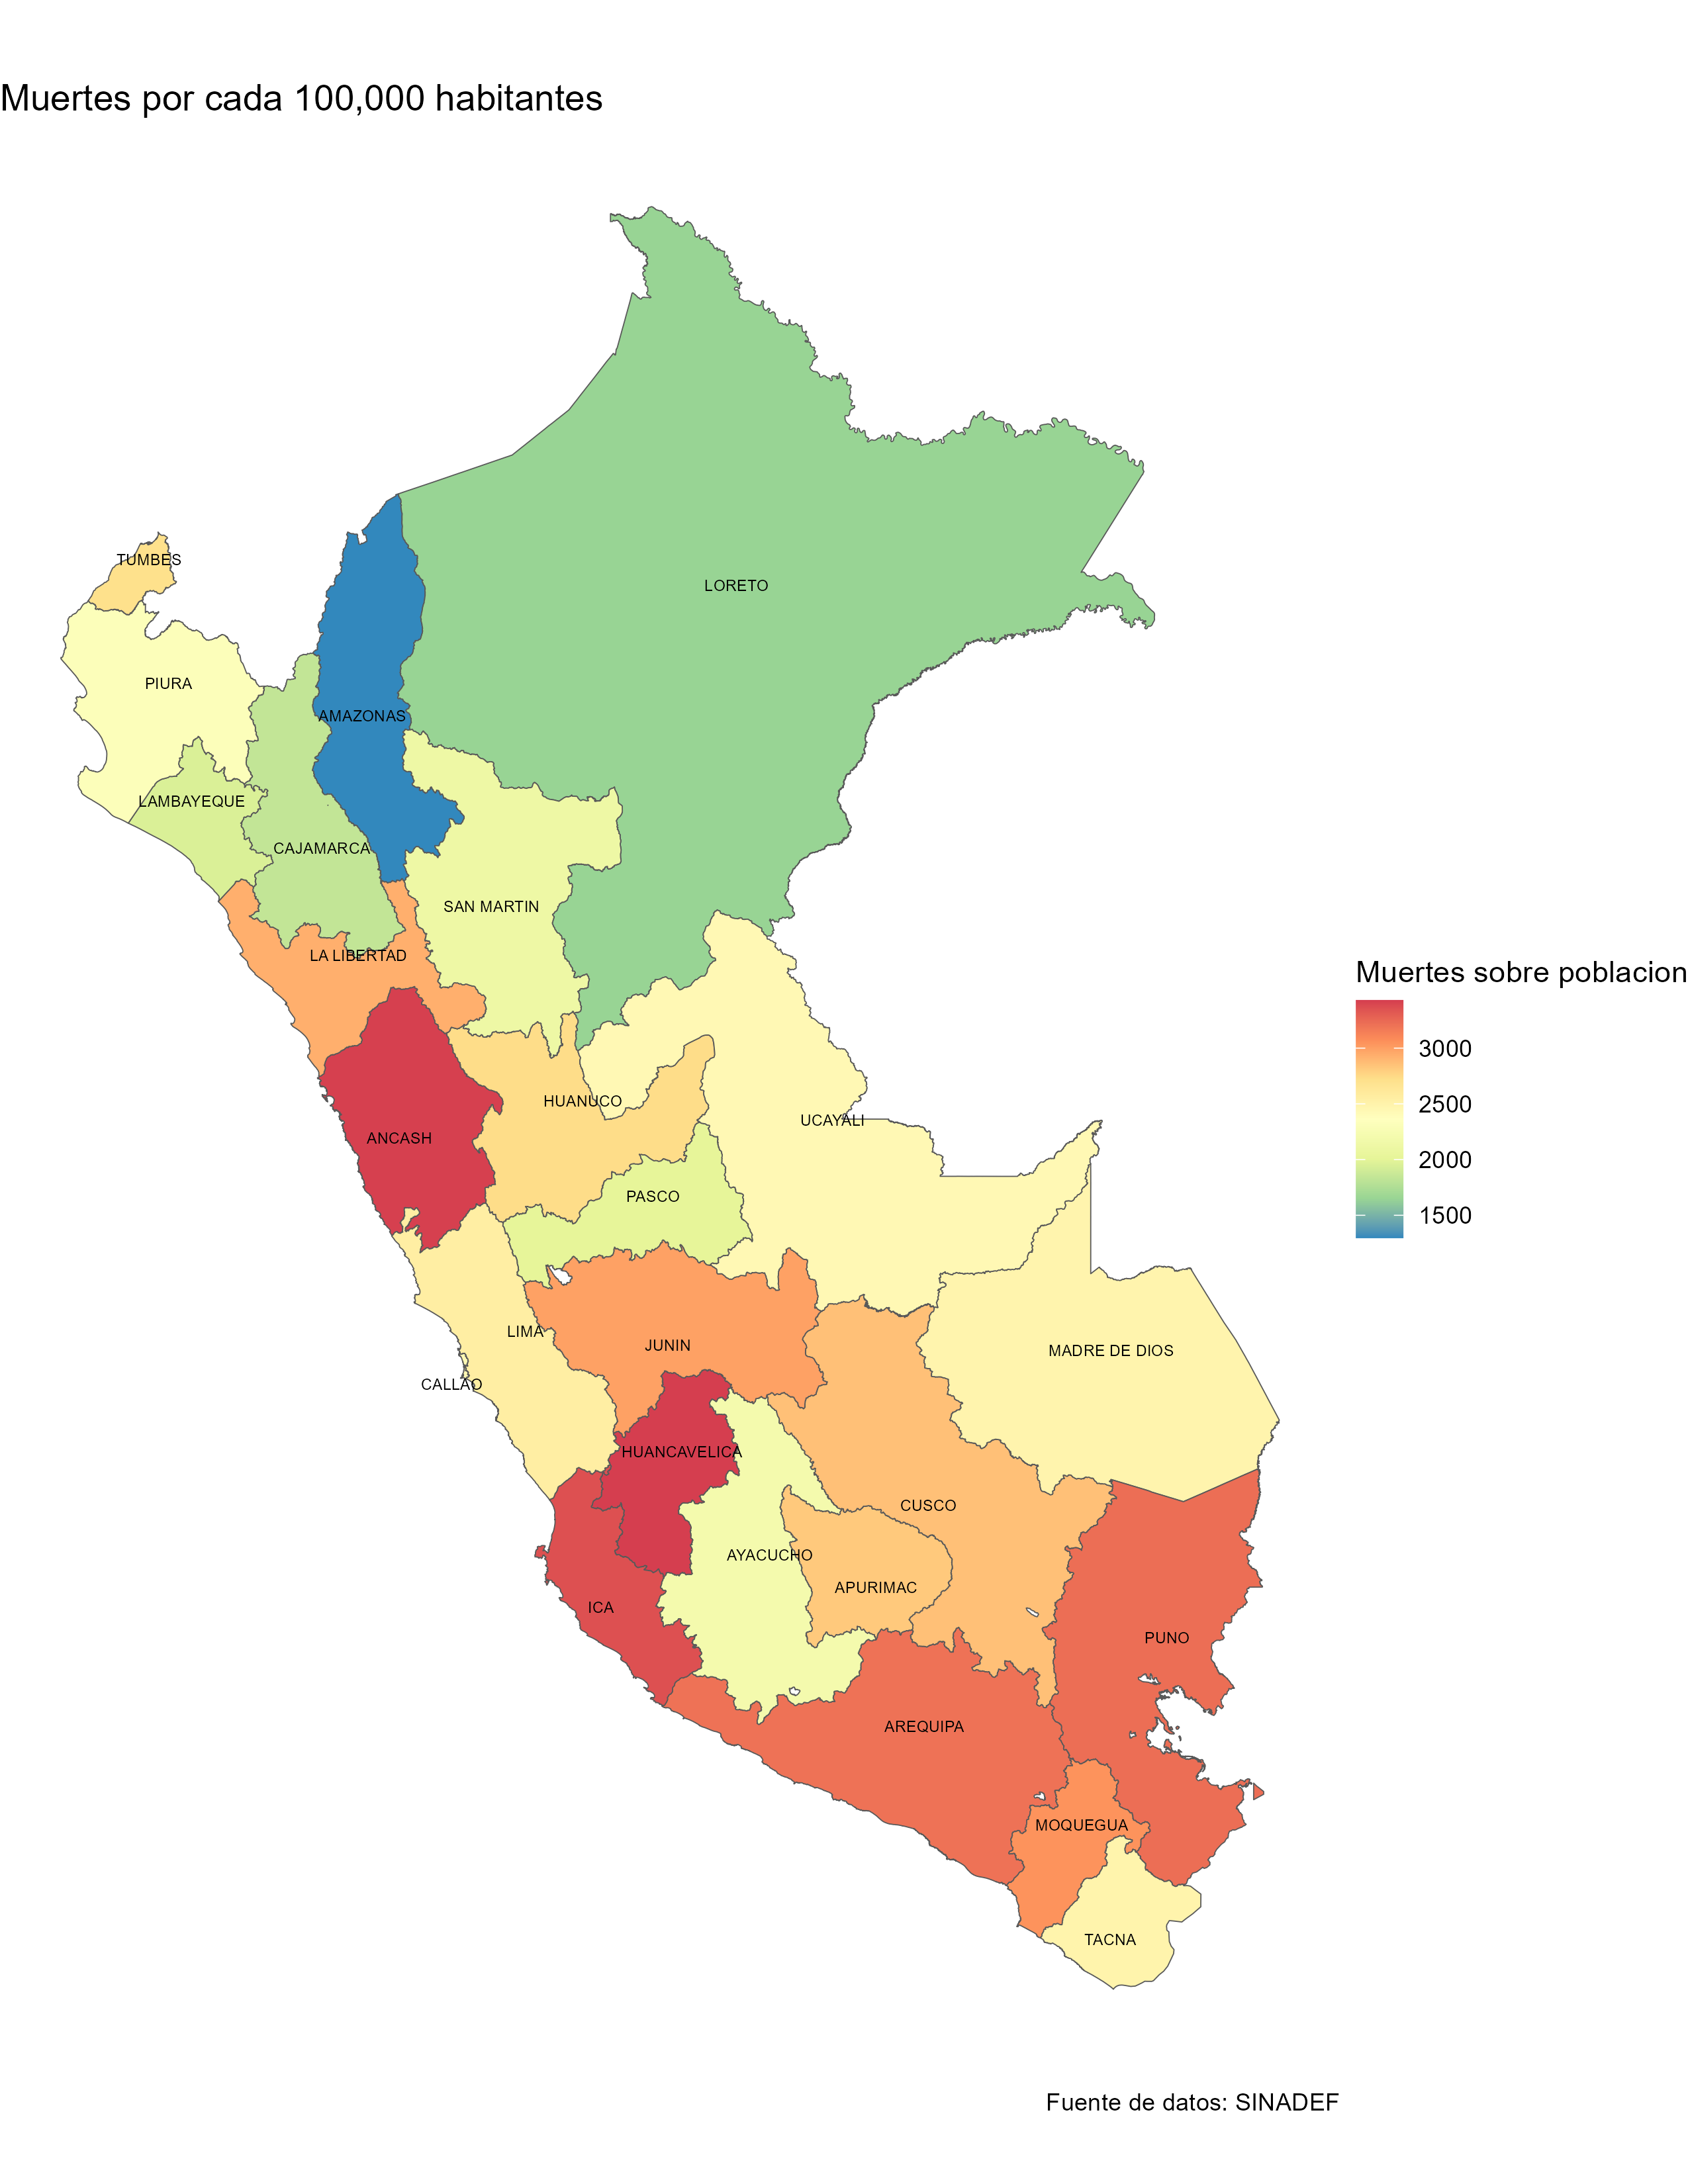 Muertes por cada 100,000 habitantes
TUMBES
LORETO
PIURA
AMAZONAS
LAMBAYEQUE
CAJAMARCA
SAN MARTIN
LA LIBERTAD
Muertes sobre poblacion
3000
2500
2000
1500
HUANUCO
UCAYALI
ANCASH
PASCO
LIMA
JUNIN
MADRE DE DIOS
CALLAO
HUANCAVELICA
CUSCO
AYACUCHO
APURIMAC
ICA
PUNO
AREQUIPA
MOQUEGUA
TACNA
Fuente de datos: SINADEF